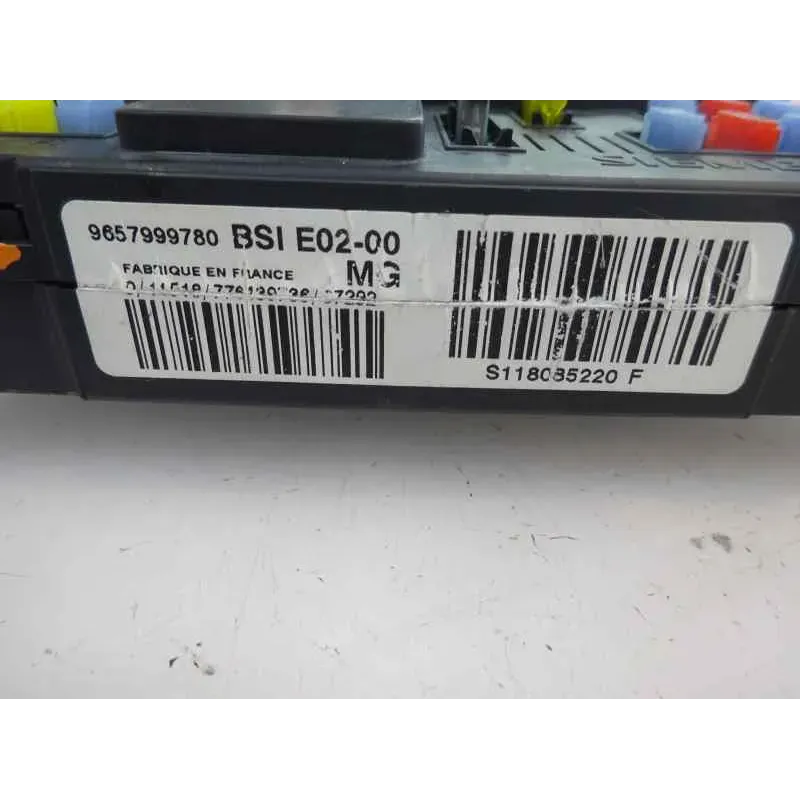 9657999780 BSI E02-00
FABRIQUE EN FRANCE MG
S118085220 F